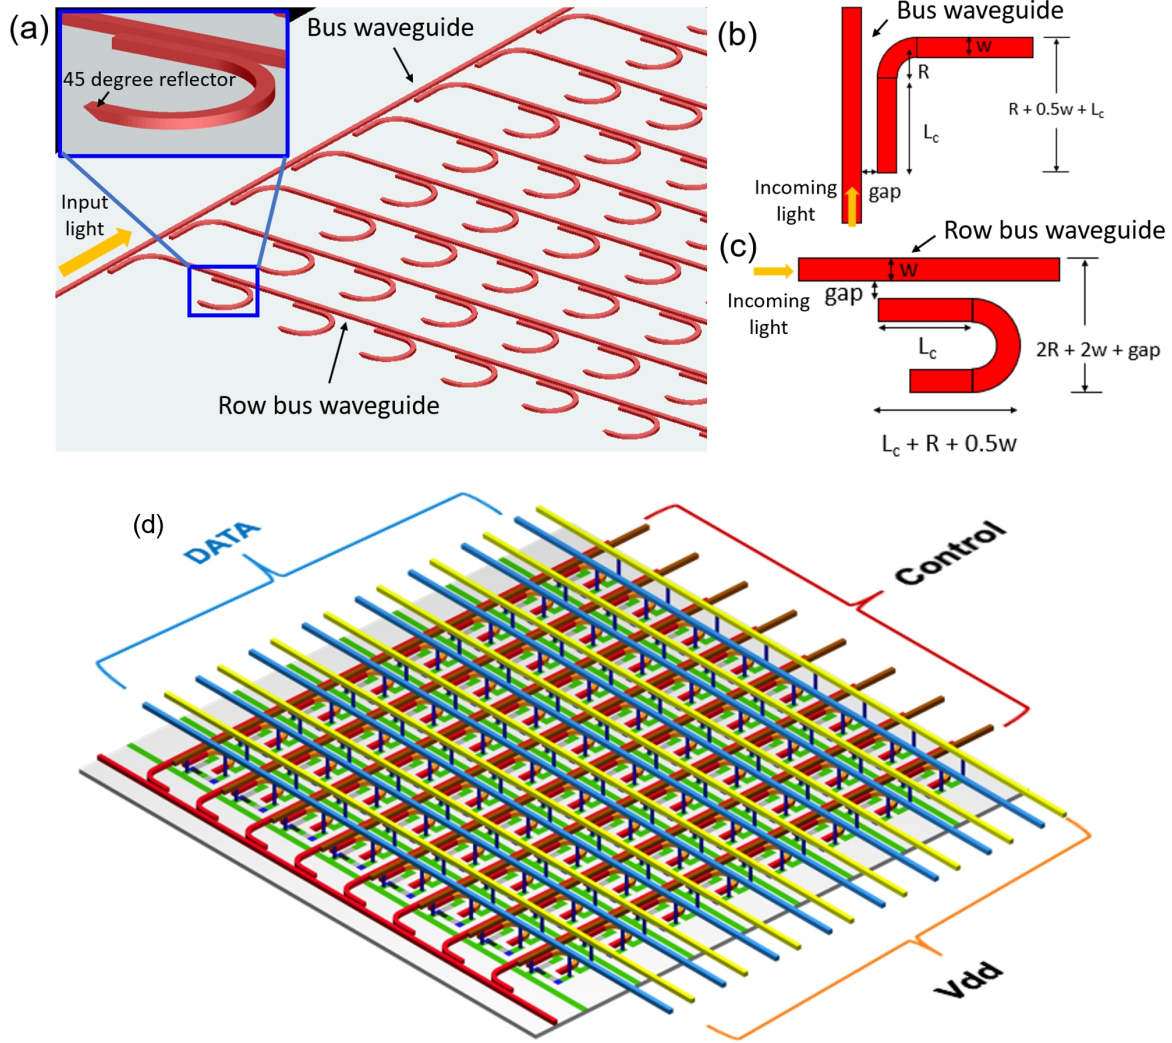 (a)
45 degree reflector
Bus waveguide
Input
light
Row bus waveguide
(b)
Bus waveguide
w
R
R + 0.5w + Lc
Lc
Incoming
light
gap
(c)
Row bus waveguide
w
gap
Incoming
light
Lc
2R + 2w + gap
Lc + R + 0.5w
(d)
DATA
Control
Vdd